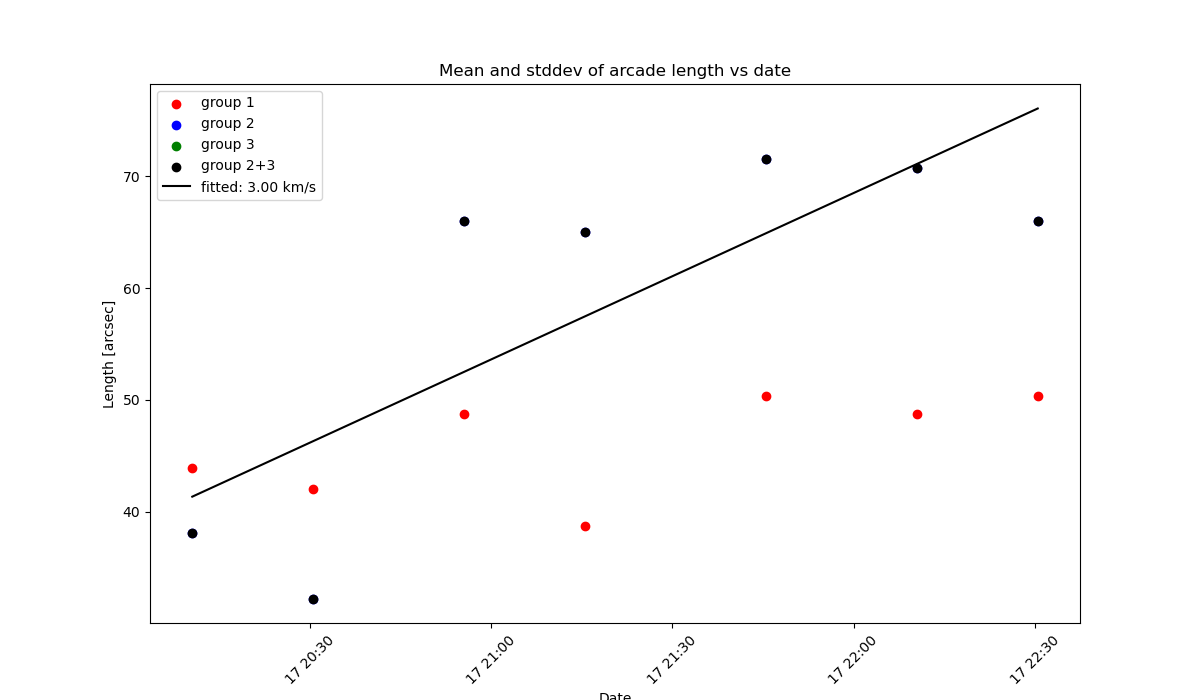 Mean and stddev of arcade length vs date
group 1
group 2
group 3
group 2+3
fitted: 3.00 km/s
Length [arcsec]
70
60
50
40
17 20:30
17 21:00
17 21:30
17 22:00
17 22:30
Date